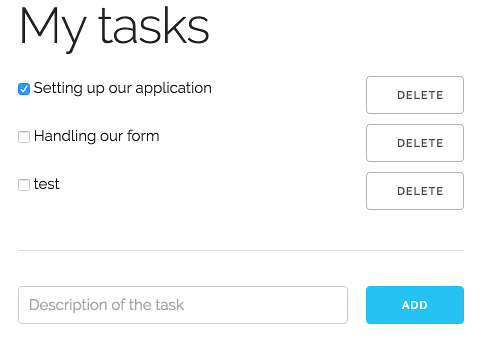 My tasks
Setting up our application DELETE
Handling our form DELETE
test DELETE
Description of the task ADD